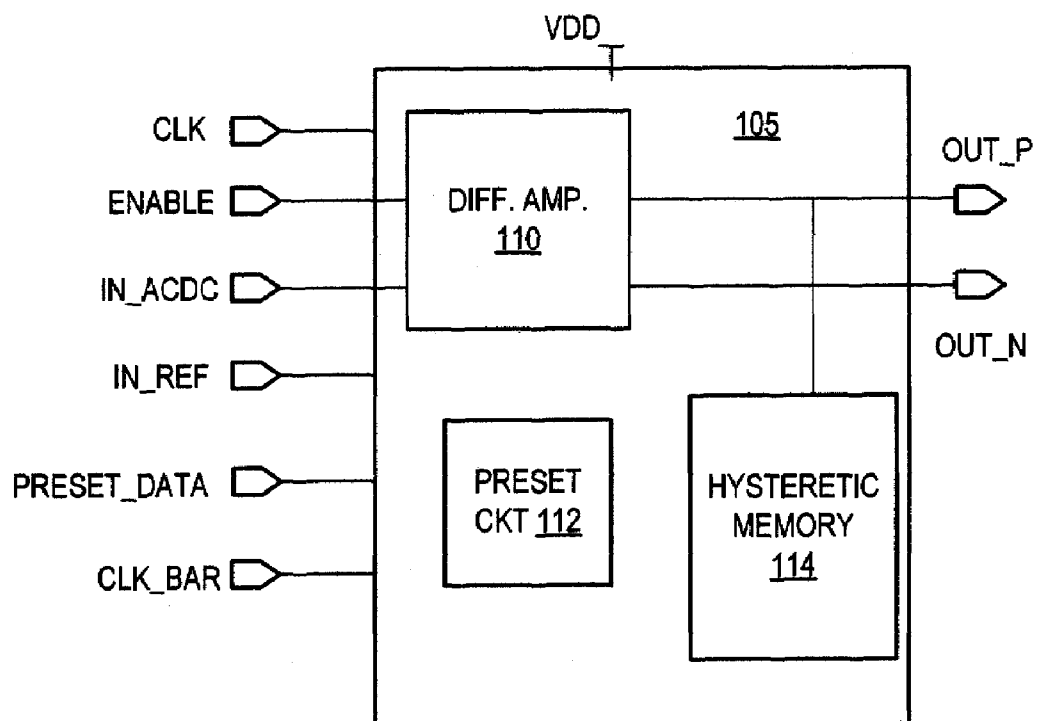 VDD
CLK
105
OUT_P
ENABLE
DIFF. AMP.
110
IN_ACDC
OUT_N
IN_REF
PRESET_DATA
PRESET
CKT 112
HYSTERETIC
MEMORY
114
CLK_BAR